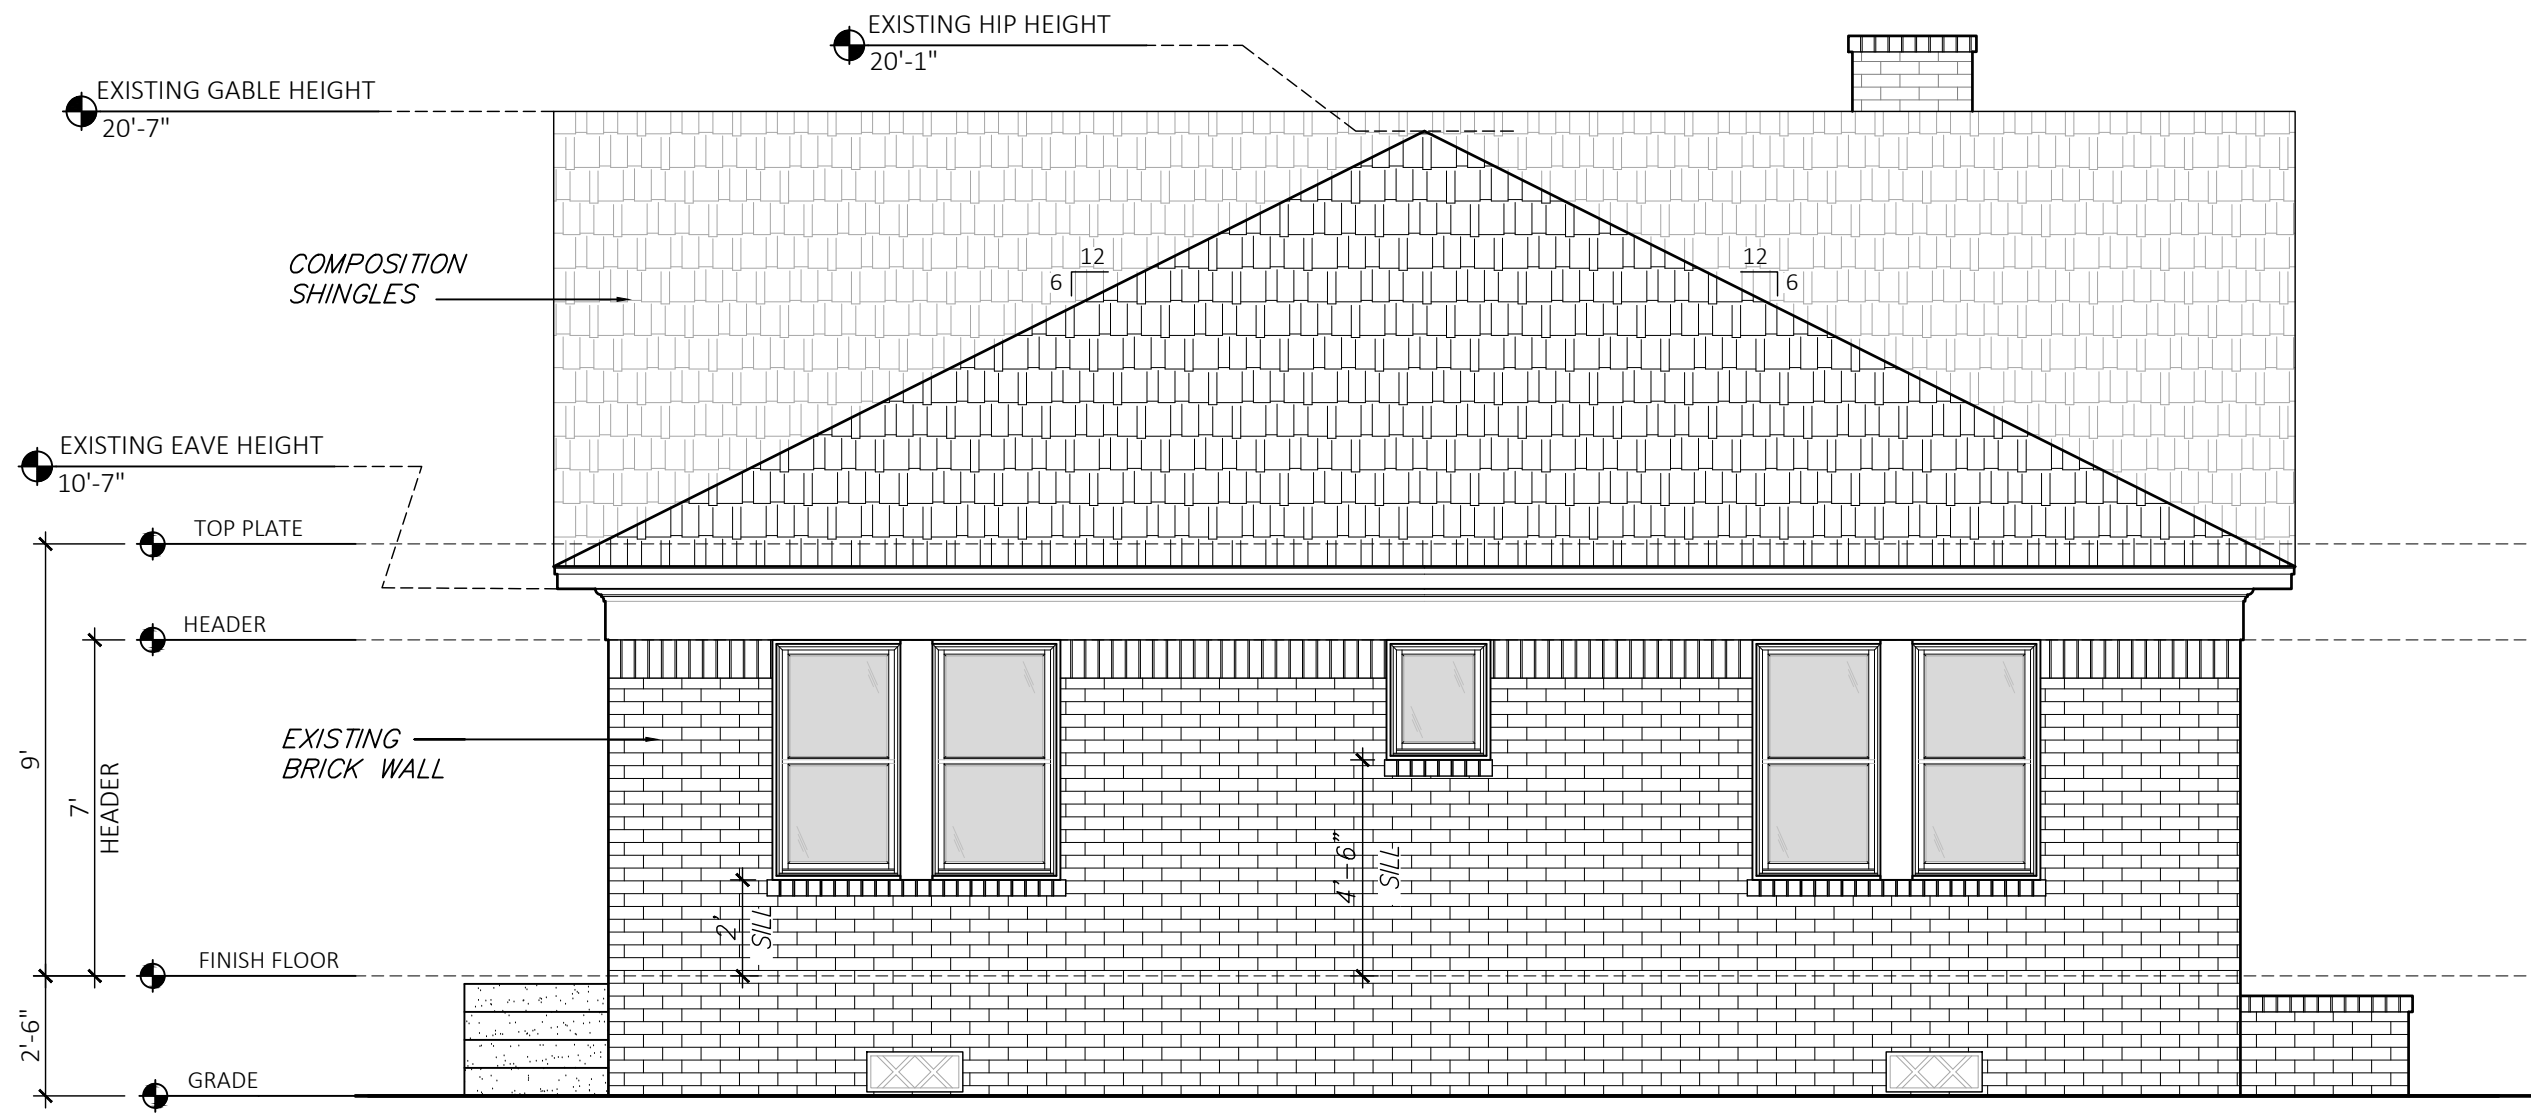 EXISTING HIP HEIGHT
20'-1"
EXISTING GABLE HEIGHT
20'-7"
12
6
12
6
COMPOSITION
SHINGLES
EXISTING EAVE HEIGHT
10'-7"
TOP PLATE
HEADER
EXISTING
BRICK WALL
9'
7'
HEADER
2'
SILL
4'-6"
SILL
FINISH FLOOR
2'-6"
GRADE